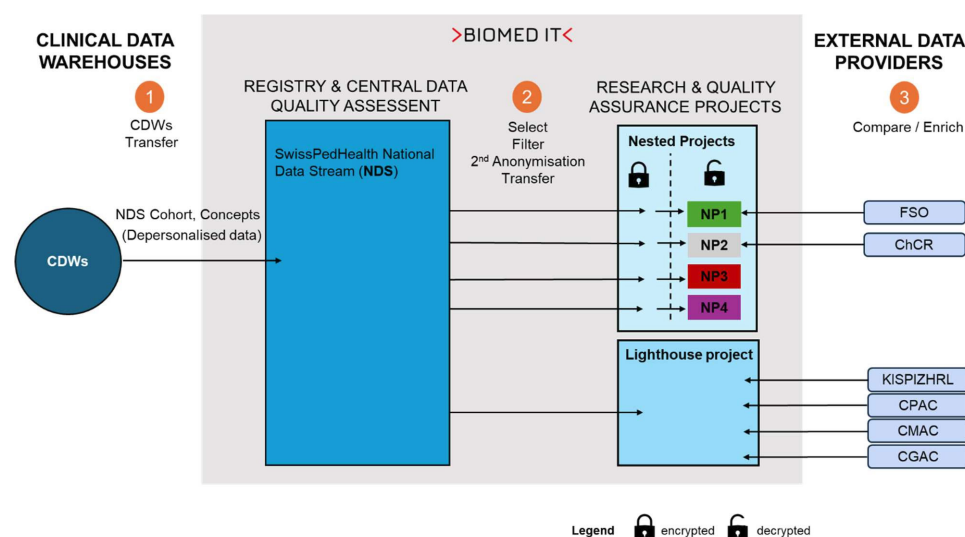 CLINICAL DATA
WAREHOUSES
1
CDWs
Transfer
NDS Cohort, Concepts
(Depersonalised data)
CDWs
>BIOMED IT<
REGISTRY & CENTRAL DATA
QUALITY ASSESSENT
SwissPedHealth National
Data Stream (NDS)
2
Select
Filter
2nd Anonymisation
Transfer
RESEARCH & QUALITY
ASSURANCE PROJECTS
Nested Projects
NP1
NP2
NP3
NP4
Lighthouse project
EXTERNAL DATA
PROVIDERS
3
Compare / Enrich
FSO
ChCR
KISPIZHRL
CPAC
CMAC
CGAC
Legend encrypted decrypted